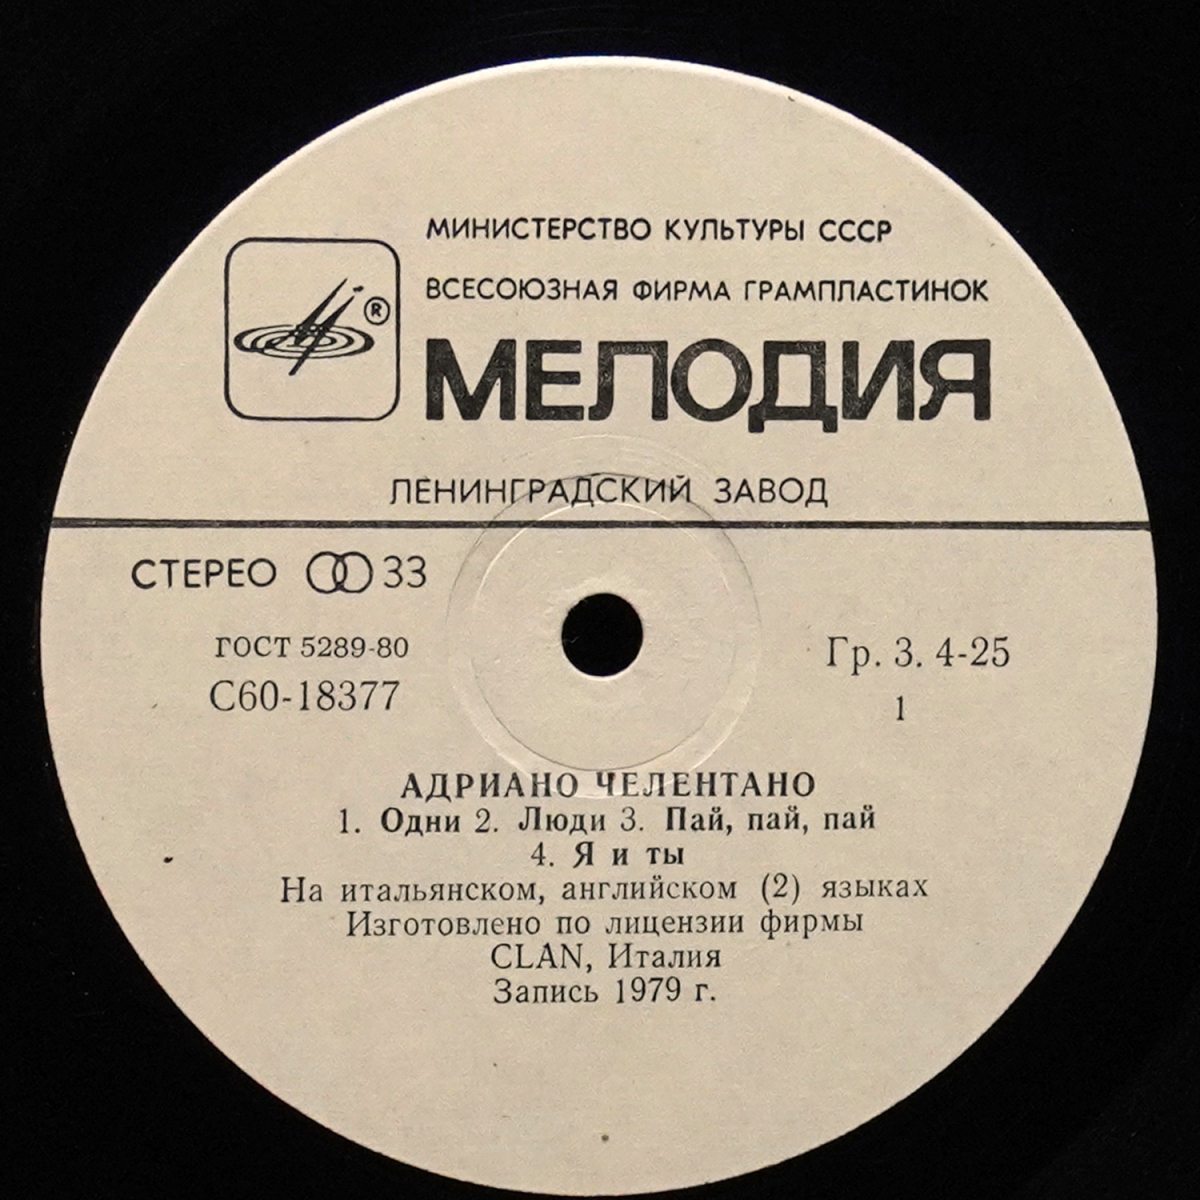 МИНИСТЕРСТВО КУЛЬТУРЫ СССР
ВСЕСОЮЗНАЯ ФИРМА ГРАМПЛАСТИНОК
®
МЕЛОДИЯ
ЛЕНИНГРАДСКИЙ ЗАВОД
СТЕРЕО 33
ГОСТ 5289-80
С60-18377
Гр. 3. 4-25
1
АДРИАНО ЧЕЛЕНТАНО
1. Одни 2. Люди 3. Пай, пай, пай
4. Я и ты
На итальянском, английском (2) языках
Изготовлено по лицензии фирмы
CLAN, Италия
Запись 1979 г.